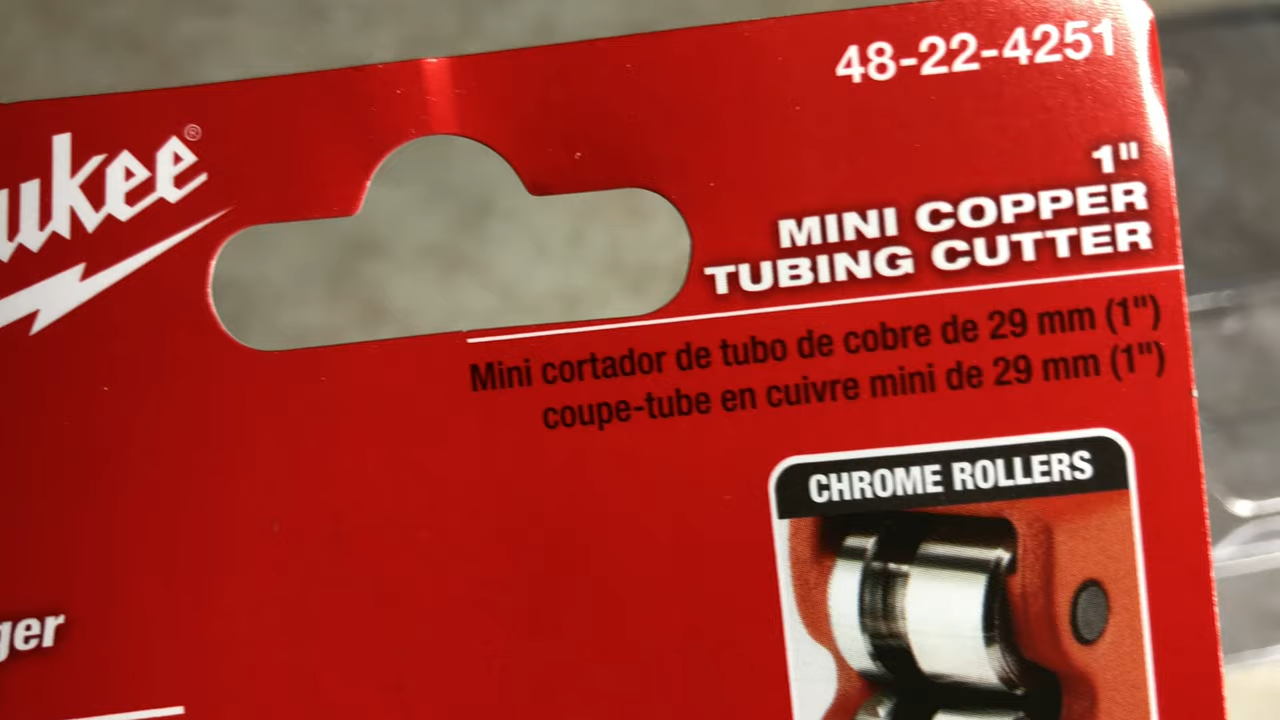 48-22-4251
ukee®
1"
MINI COPPER
TUBING CUTTER
Mini cortador de tubo de cobre de 29 mm (1")
coupe-tube en cuivre mini de 29 mm (1")
CHROME ROLLERS
ger